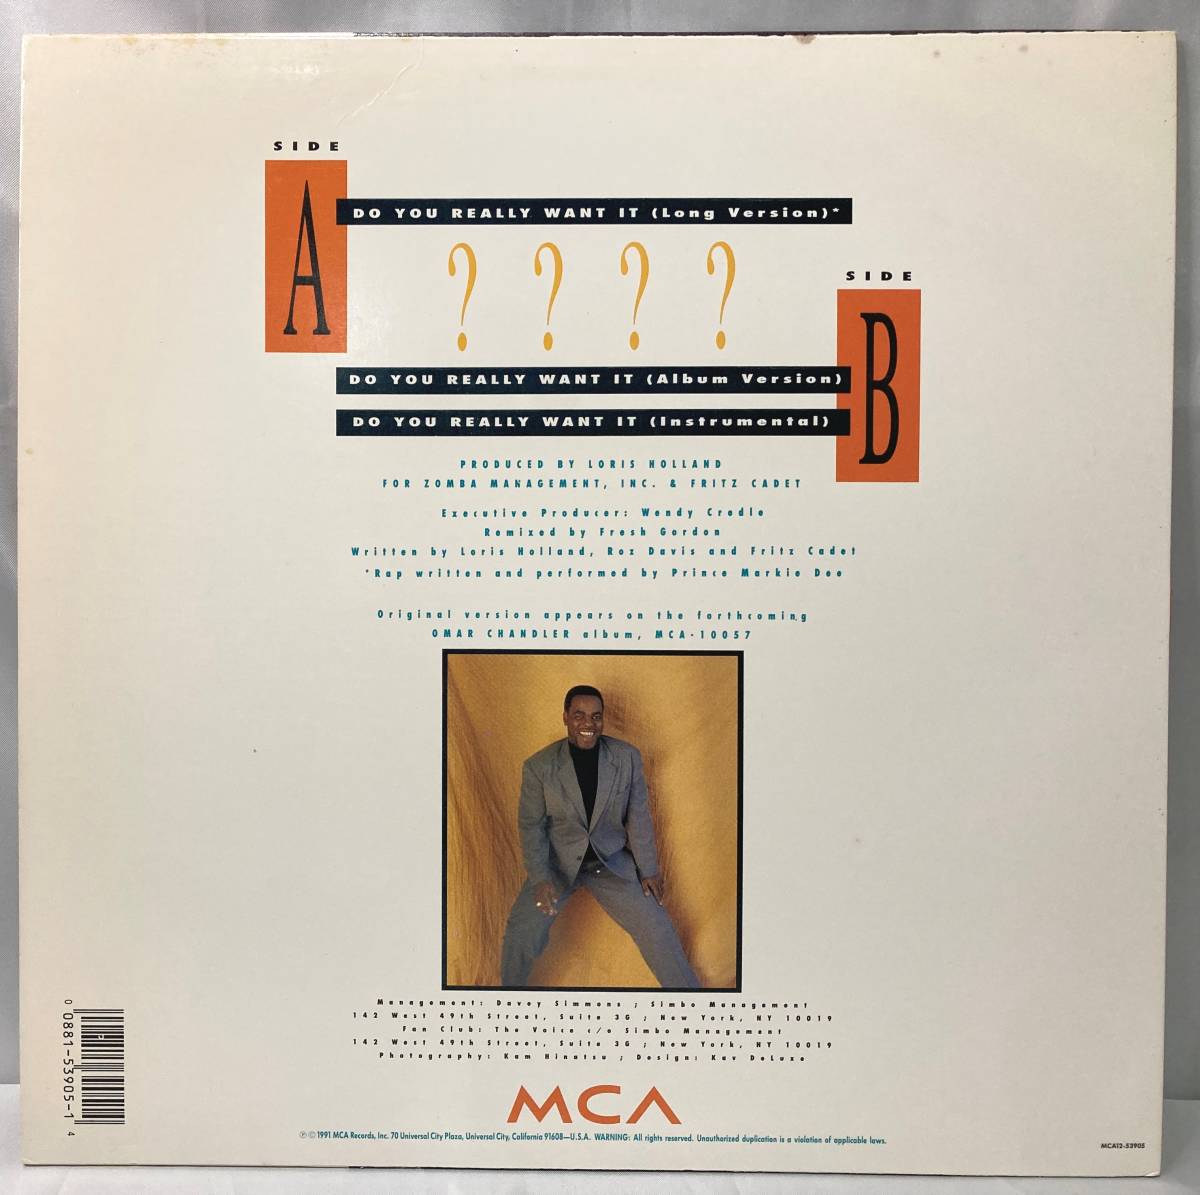 SIDE
A
DO YOU REALLY WANT IT (Long Version)*
? ? ? ?
SIDE
B
DO YOU REALLY WANT IT (Album Version)
DO YOU REALLY WANT IT (Instrumental)
PRODUCED BY LORIS HOLLAND
FOR ZOMBA MANAGEMENT, INC. & FRITZ CADET
Executive Producer: Wendy Credle
Remixed by Fresh Gordon
Written by Loris Holland, Roz Davis and Fritz Cadet
*Rap written and performed by Prince Markie Dee
Original version appears on the forthcoming
OMAR CHANDLER album, MCA-10057
Management: Davey Simmons ; Simbo Management
142 West 49th Street, Suite 3G ; New York, NY 10019
Fan Club: The Voice c/o Simbo Management
142 West 49th Street, Suite 3G ; New York, NY 10019
Photography: Kam Hinatsu ; Design: Kav DeLuxe
0 0881-53905-1 4
MCA
℗ © 1991 MCA Records, Inc. 70 Universal City Plaza, Universal City, California 91608—U.S.A. WARNING: All rights reserved. Unauthorized duplication is a violation of applicable laws.
MCA12-53905